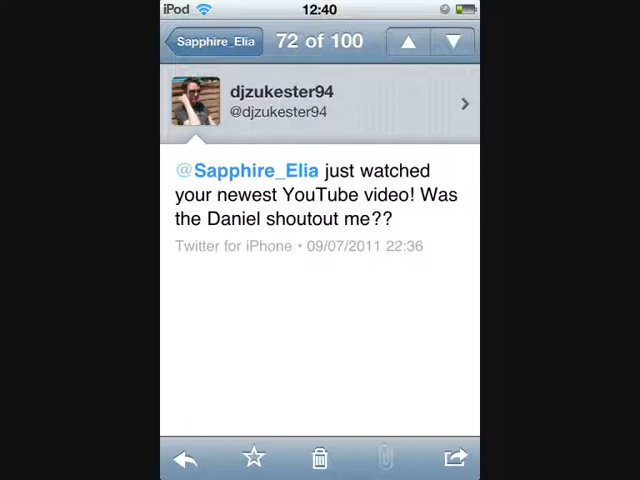 iPod 12:40
Sapphire_Elia 72 of 100
djzukester94
@djzukester94
@Sapphire_Elia just watched
your newest YouTube video! Was
the Daniel shoutout me??
Twitter for iPhone • 09/07/2011 22:36